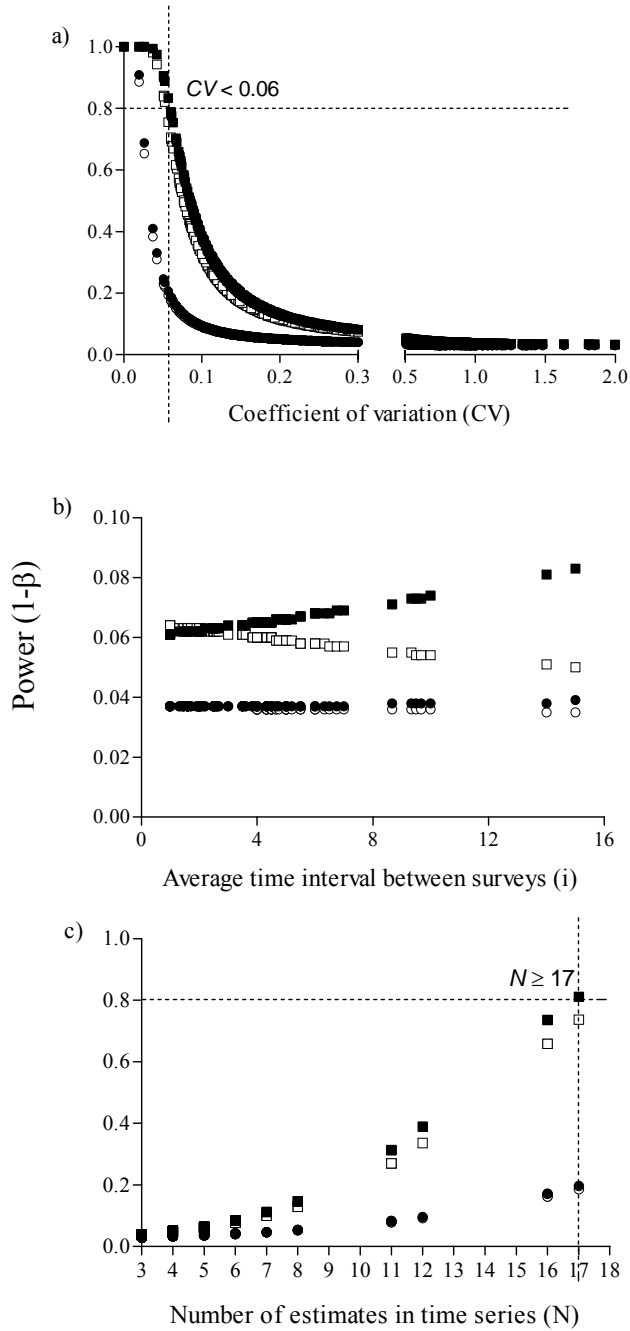 a)
1.0
CV < 0.06
0.8
0.6
0.4
0.2
0.0
0.0 0.1 0.2 0.3 0.5 1.0 1.5 2.0
Coefficient of variation (CV)
Power (1-β)
b)
0.10
0.08
0.06
0.04
0.02
0.00
0 4 8 12 16
Average time interval between surveys (i)
c)
1.0
N ≥ 17
0.8
0.6
0.4
0.2
0.0
3 4 5 6 7 8 9 10 11 12 13 14 15 16 17 18
Number of estimates in time series (N)